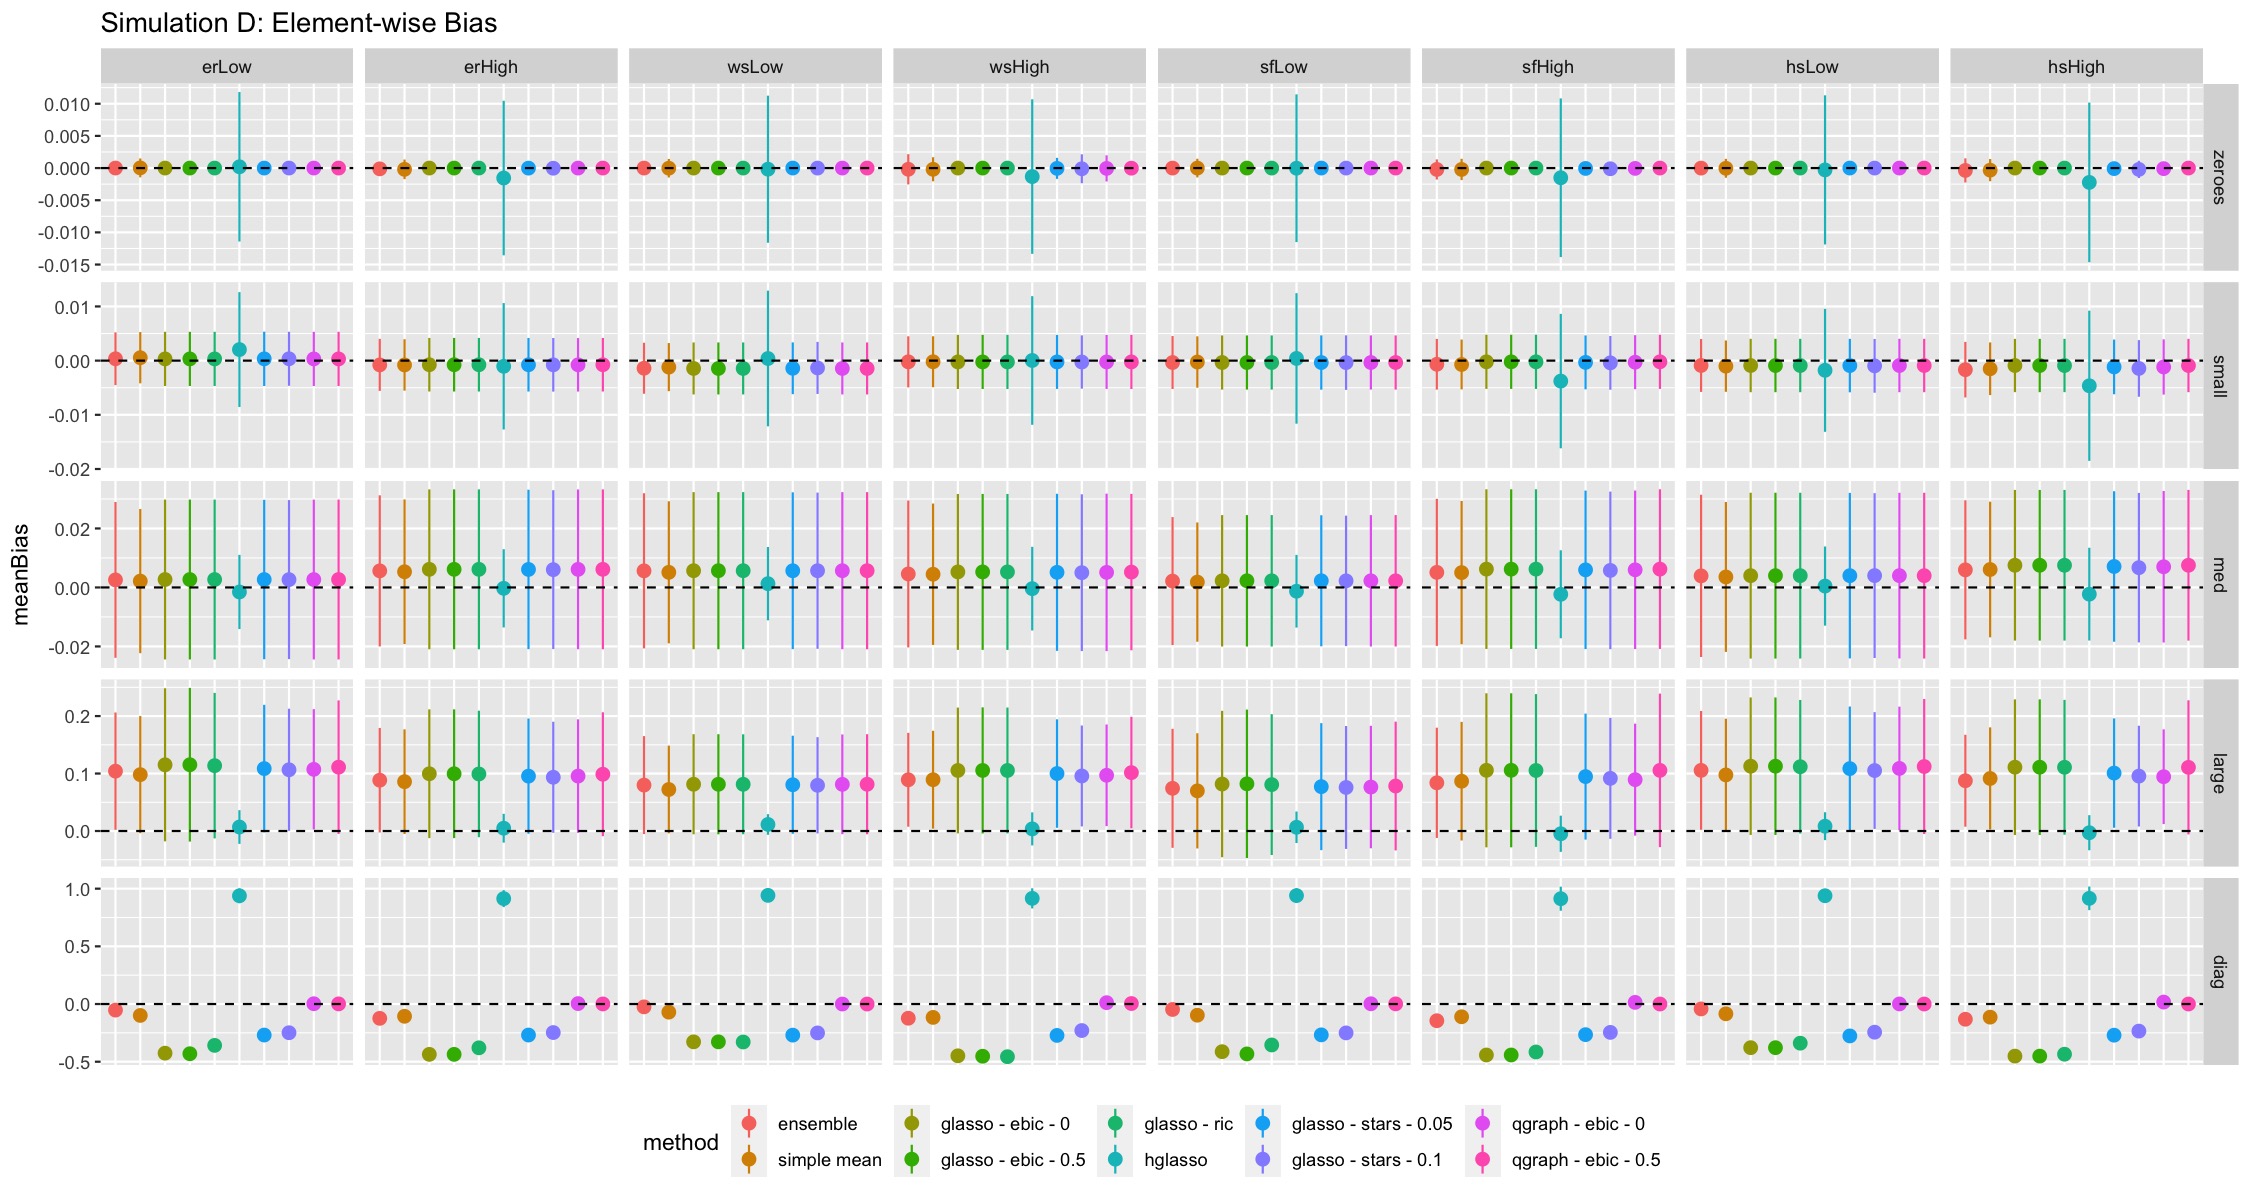 Simulation D: Element-wise Bias
erLow erHigh wsLow wsHigh sfLow sfHigh hsLow hsHigh
0.010
0.005
0.000
-0.005
-0.010
-0.015
zeroes
0.01
0.00
-0.01
-0.02
small
0.02
0.00
-0.02
med
0.2
0.1
0.0
large
1.0
0.5
0.0
-0.5
diag
meanBias
method
ensemble glasso - ebic - 0 glasso - ric glasso - stars - 0.05 qgraph - ebic - 0
simple mean glasso - ebic - 0.5 hglasso glasso - stars - 0.1 qgraph - ebic - 0.5